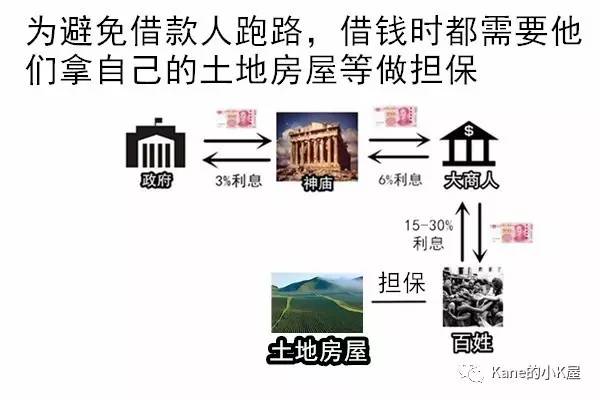 为避免借款人跑路，借钱时都需要他
们拿自己的土地房屋等做担保
政府
3%利息
神庙
6%利息
$
大商人
15-30%
利息
担保
土地房屋
百姓
Kane的小K屋